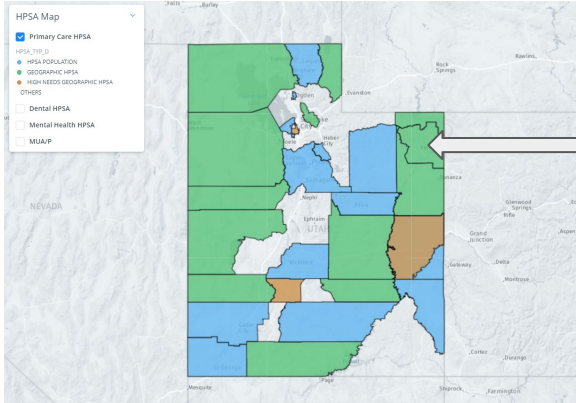 HPSA Map
Primary Care HPSA
HPSA_TYP_D
HPSA POPULATION
GEOGRAPHIC HPSA
HIGH NEEDS GEOGRAPHIC HPSA
OTHERS
Dental HPSA
Mental Health HPSA
MUA/P
Burley
Rock
Springs
Rawlins
Ogden
Evanston
CITY
Heber
City
Nephi
Ephraim
UTAH
NEVADA
Glenwood
Springs
Rifle
Aspen
Grand
Junction
Gateway
Delta
Montrose
Cortez
Durango
Mesquite
Page
Shiprock
Farmington